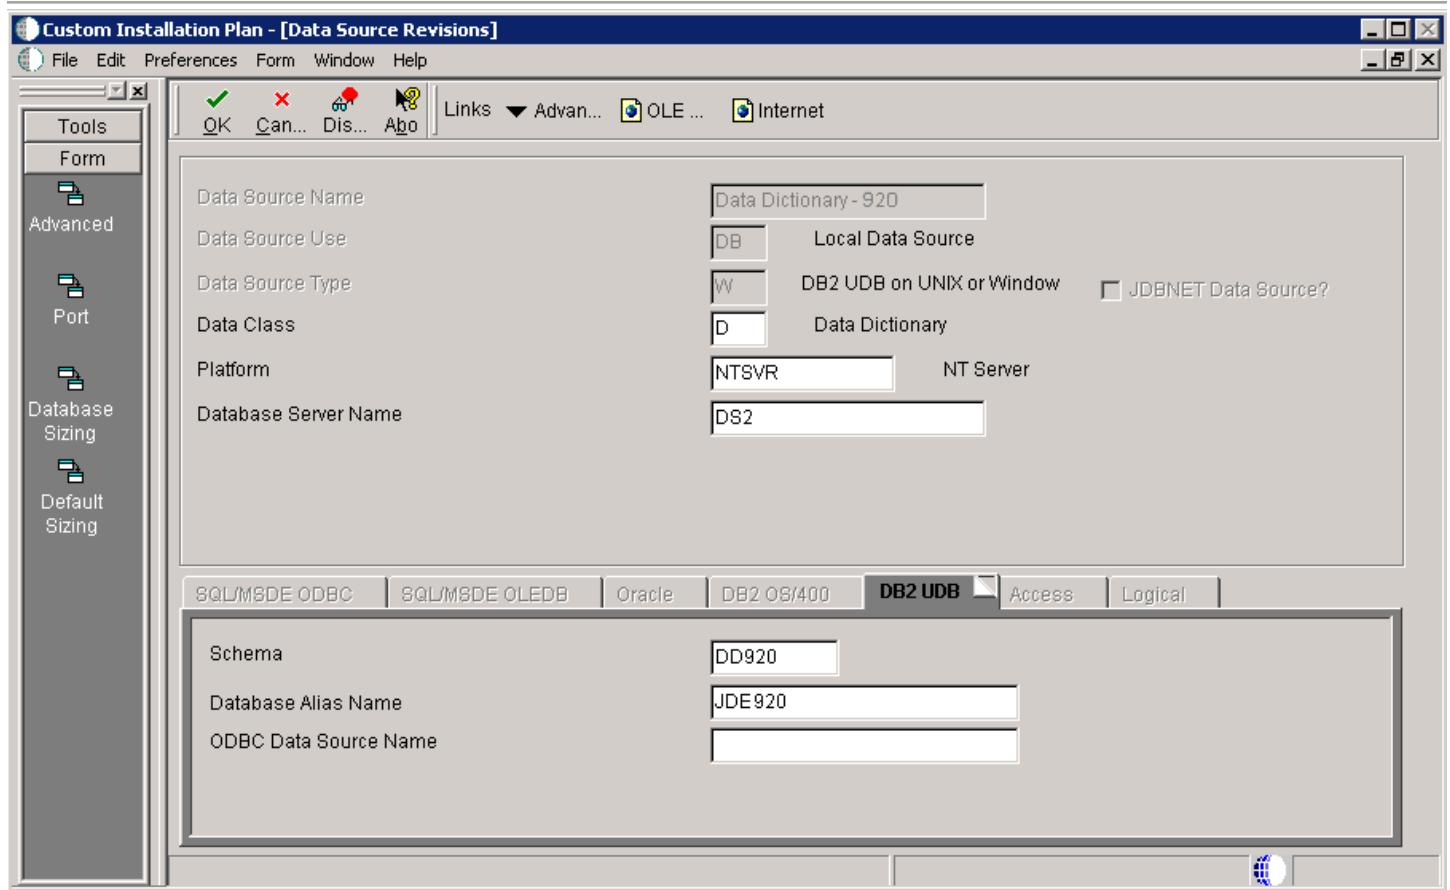 Custom Installation Plan - [Data Source Revisions]
File Edit Preferences Form Window Help
Tools
Form
Advanced
Port
Database
Sizing
Default
Sizing
OK Can... Dis... Abo Links Advan... OLE ... Internet
Data Source Name Data Dictionary - 920
Data Source Use DB Local Data Source
Data Source Type W DB2 UDB on UNIX or Window JDBNET Data Source?
Data Class D Data Dictionary
Platform NTSVR NT Server
Database Server Name DS2
SQL/MSDE ODBC SQL/MSDE OLEDB Oracle DB2 OS/400 DB2 UDB Access Logical
Schema DD920
Database Alias Name JDE920
ODBC Data Source Name